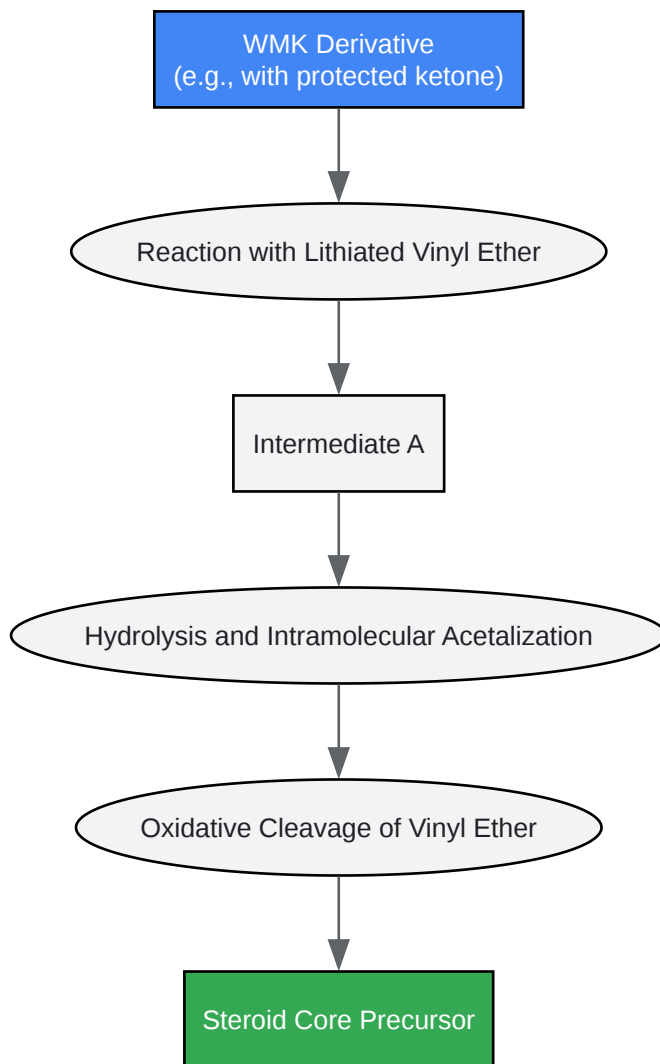 WMK Derivative
(e.g., with protected ketone)
Reaction with Lithiated Vinyl Ether
Intermediate A
Hydrolysis and Intramolecular Acetalization
Oxidative Cleavage of Vinyl Ether
Steroid Core Precursor